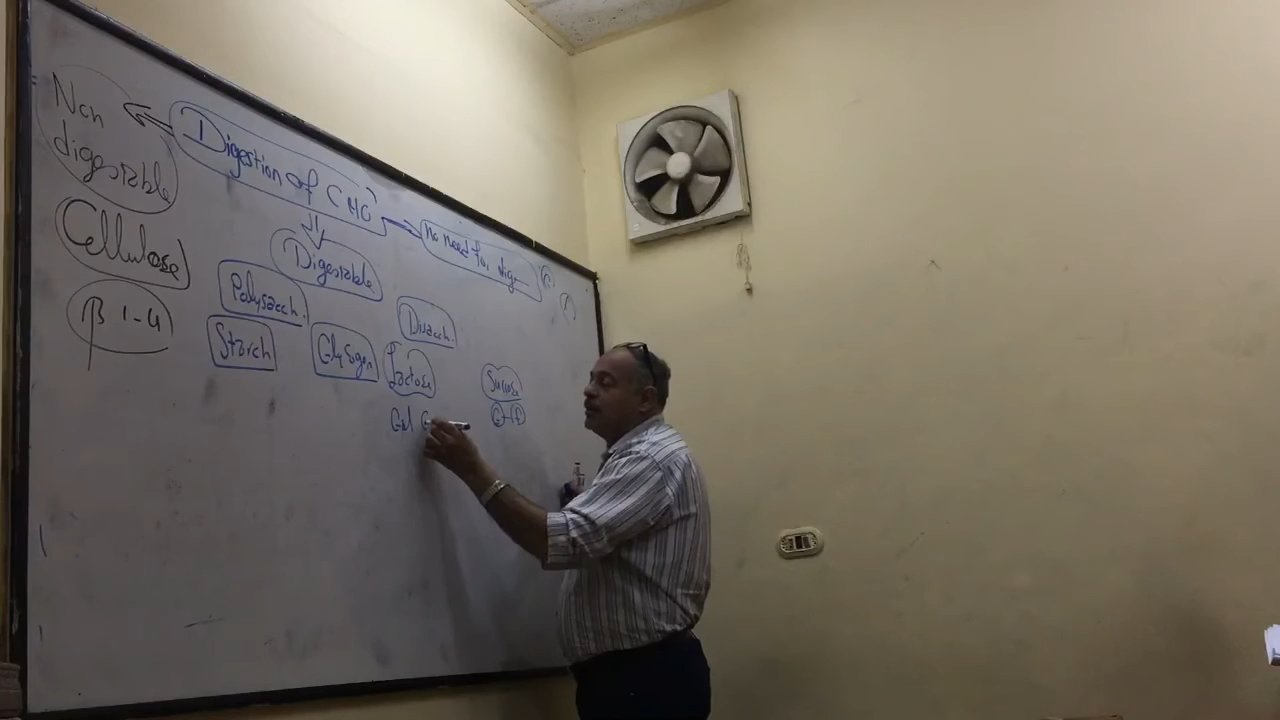 Non
digestable
Cellulose
β 1-4
Digestion of CHO
No need for dig
Digestable
Polysacch.
Starch
Glycogen
Disacch.
Lactose
Gal G
Sucrose
G-F